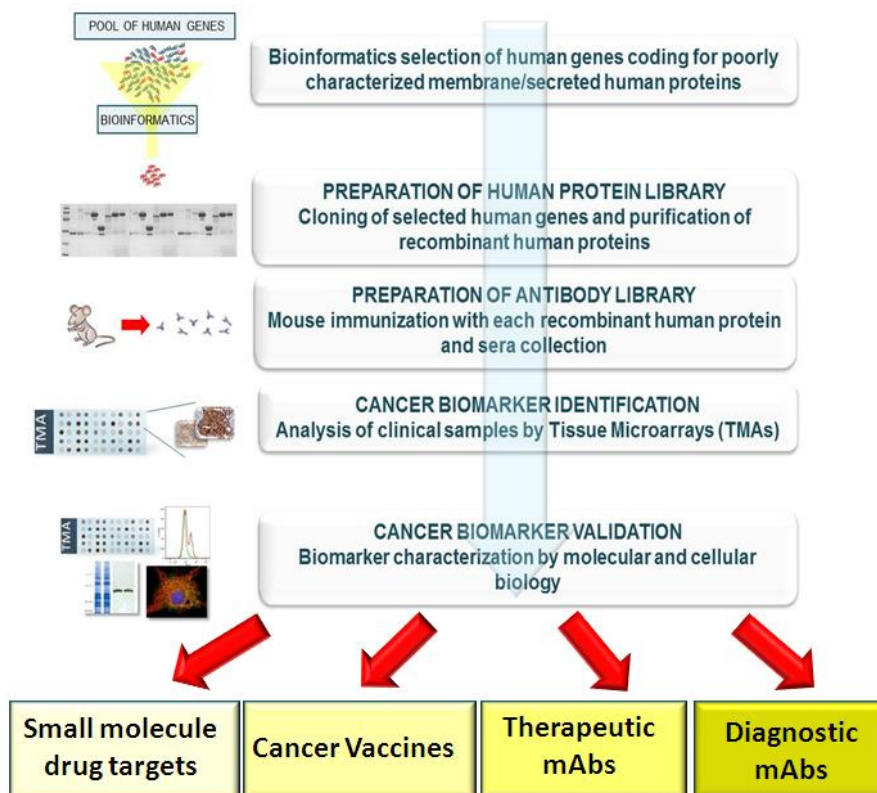 POOL OF HUMAN GENES
BIOINFORMATICS
Bioinformatics selection of human genes coding for poorly
characterized membrane/secreted human proteins
PREPARATION OF HUMAN PROTEIN LIBRARY
Cloning of selected human genes and purification of
recombinant human proteins
PREPARATION OF ANTIBODY LIBRARY
Mouse immunization with each recombinant human protein
and sera collection
TMA
CANCER BIOMARKER IDENTIFICATION
Analysis of clinical samples by Tissue Microarrays (TMAs)
TMA
CANCER BIOMARKER VALIDATION
Biomarker characterization by molecular and cellular
biology
Small molecule
drug targets
Cancer Vaccines
Therapeutic
mAbs
Diagnostic
mAbs